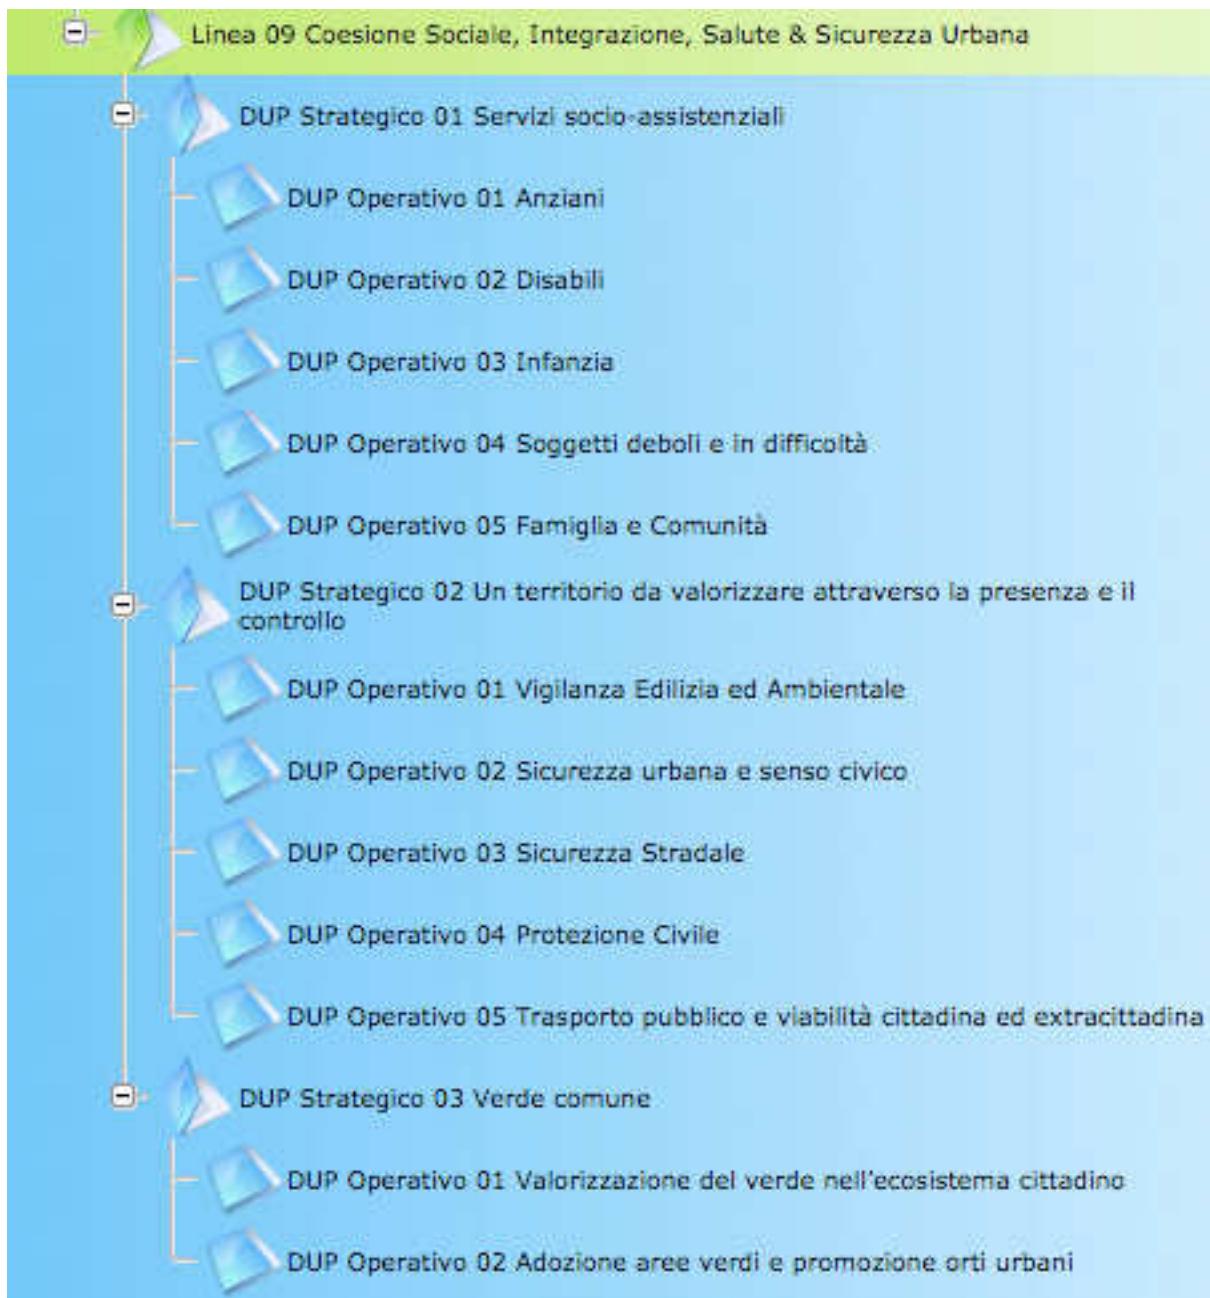 Linea 09 Coesione Sociale, Integrazione, Salute & Sicurezza Urbana
DUP Strategico 01 Servizi socio-assistenziali
DUP Operativo 01 Anziani
DUP Operativo 02 Disabili
DUP Operativo 03 Infanzia
DUP Operativo 04 Soggetti deboli e in difficoltà
DUP Operativo 05 Famiglia e Comunità
DUP Strategico 02 Un territorio da valorizzare attraverso la presenza e il
controllo
DUP Operativo 01 Vigilanza Edilizia ed Ambientale
DUP Operativo 02 Sicurezza urbana e senso civico
DUP Operativo 03 Sicurezza Stradale
DUP Operativo 04 Protezione Civile
DUP Operativo 05 Trasporto pubblico e viabilità cittadina ed extracittadina
DUP Strategico 03 Verde comune
DUP Operativo 01 Valorizzazione del verde nell'ecosistema cittadino
DUP Operativo 02 Adozione aree verdi e promozione orti urbani